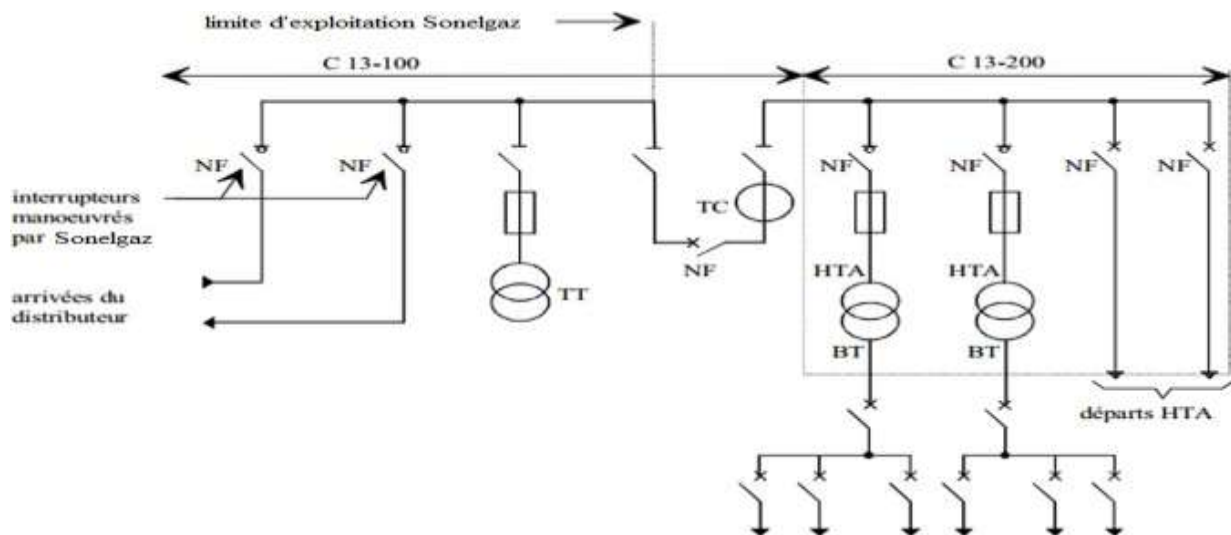 limite d'exploitation Sonelgaz
C 13-100
C 13-200
NF
NF
NF
NF
NF
NF
interrupteurs
manoeuvrés
par Sonelgaz
TC
NF
HTA
HTA
arrivées du
distributeur
TT
BT
BT
départs HTA